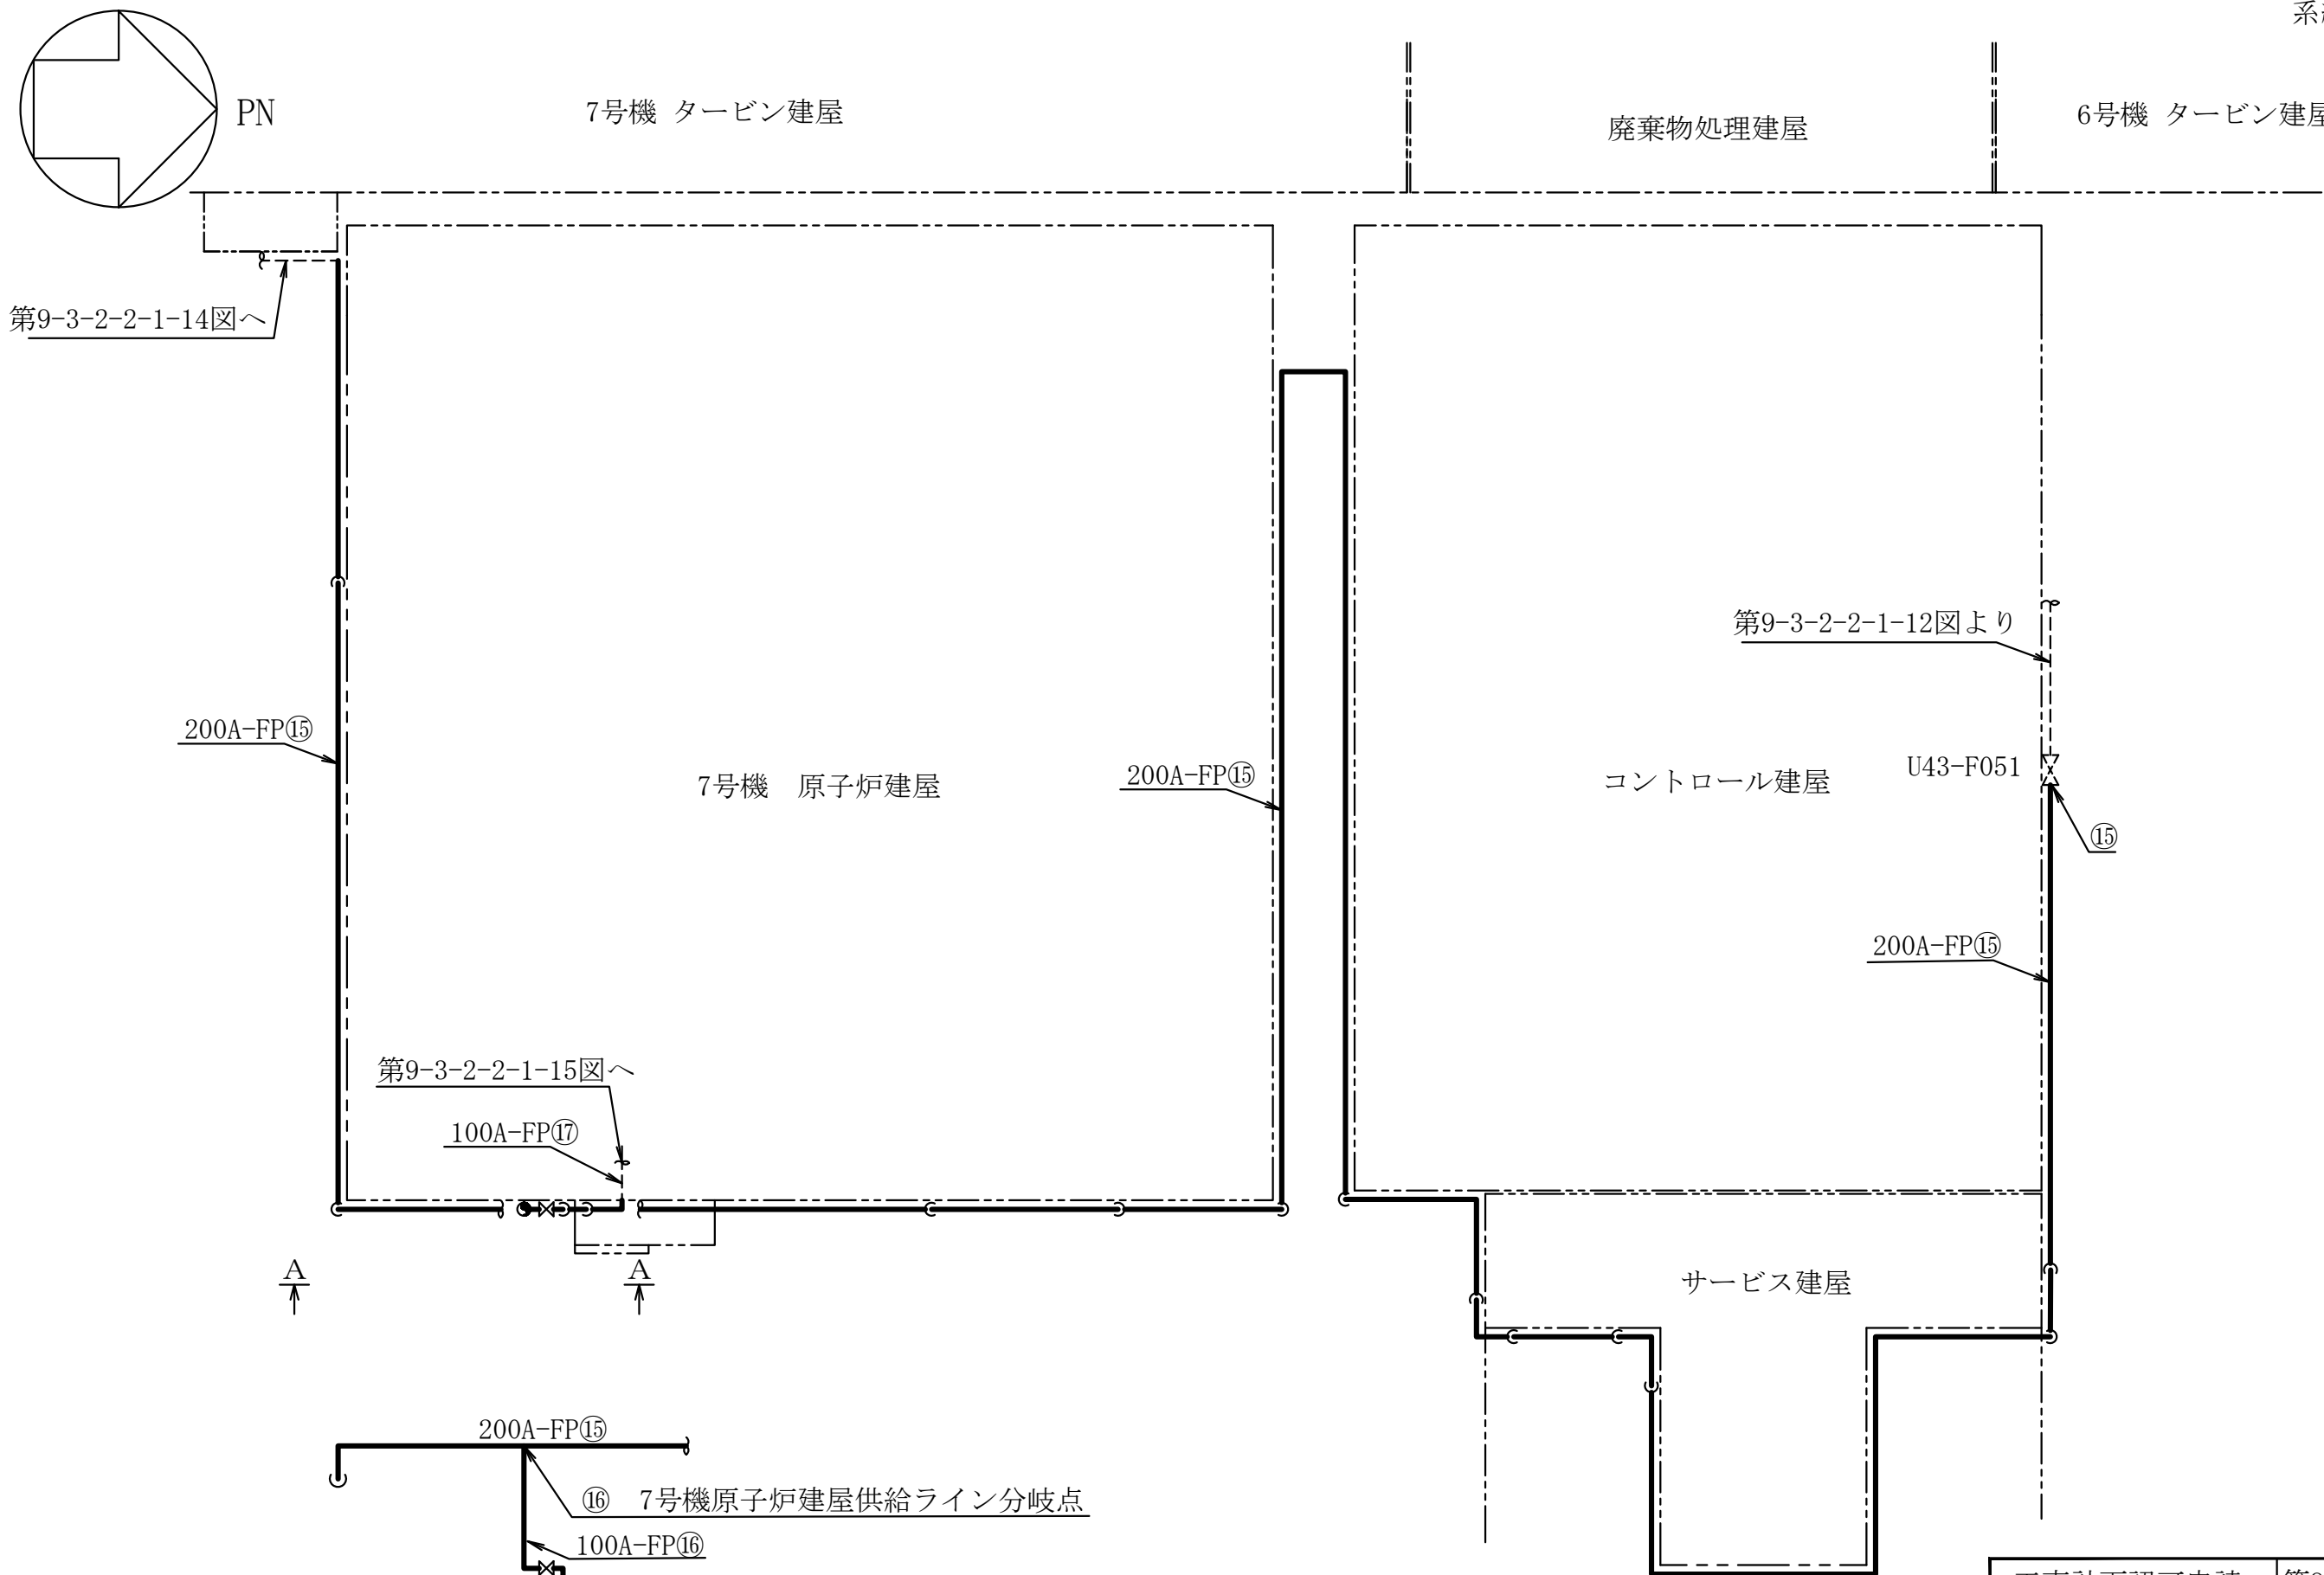 系
PN
7号機 タービン建屋
廃棄物処理建屋
6号機 タービン建屋
第9-3-2-2-1-14図へ
第9-3-2-2-1-12図より
200A-FP⑮
7号機 原子炉建屋
200A-FP⑮
コントロール建屋
U43-F051
⑮
200A-FP⑮
第9-3-2-2-1-15図へ
100A-FP⑰
A
A
サービス建屋
200A-FP⑮
⑯ 7号機原子炉建屋供給ライン分岐点
100A-FP⑯